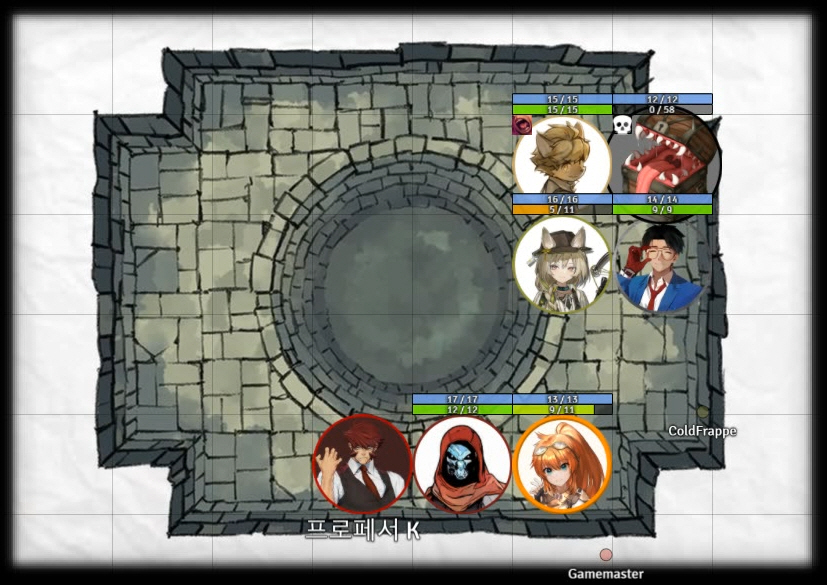 15 / 15 12 / 12
15 / 15 0 / 58
16 / 16 14 / 14
5 / 11 9 / 9
17 / 17 13 / 13
12 / 12 9 / 11
ColdFrappe
프로페서 K
Gamemaster